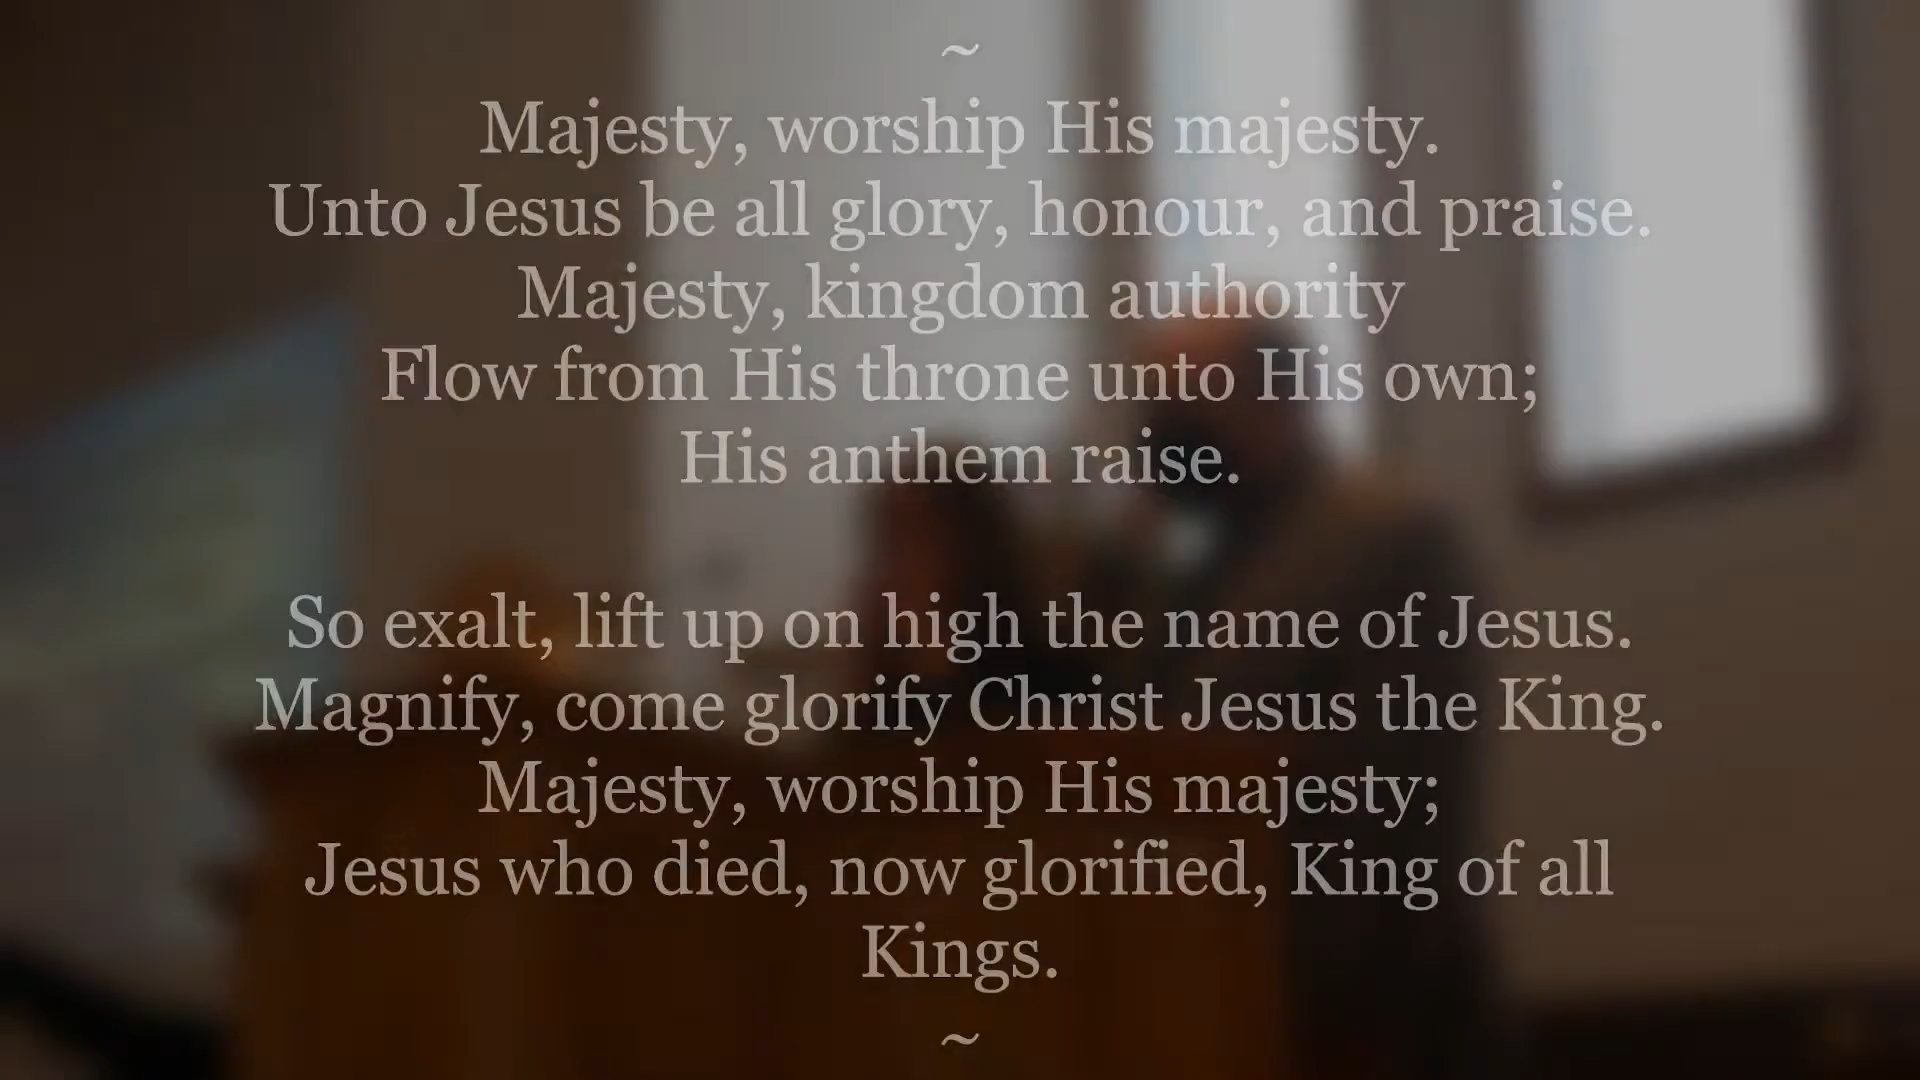 ~
Majesty, worship His majesty.
Unto Jesus be all glory, honour, and praise.
Majesty, kingdom authority
Flow from His throne unto His own;
His anthem raise.
So exalt, lift up on high the name of Jesus.
Magnify, come glorify Christ Jesus the King.
Majesty, worship His majesty;
Jesus who died, now glorified, King of all
Kings.
~